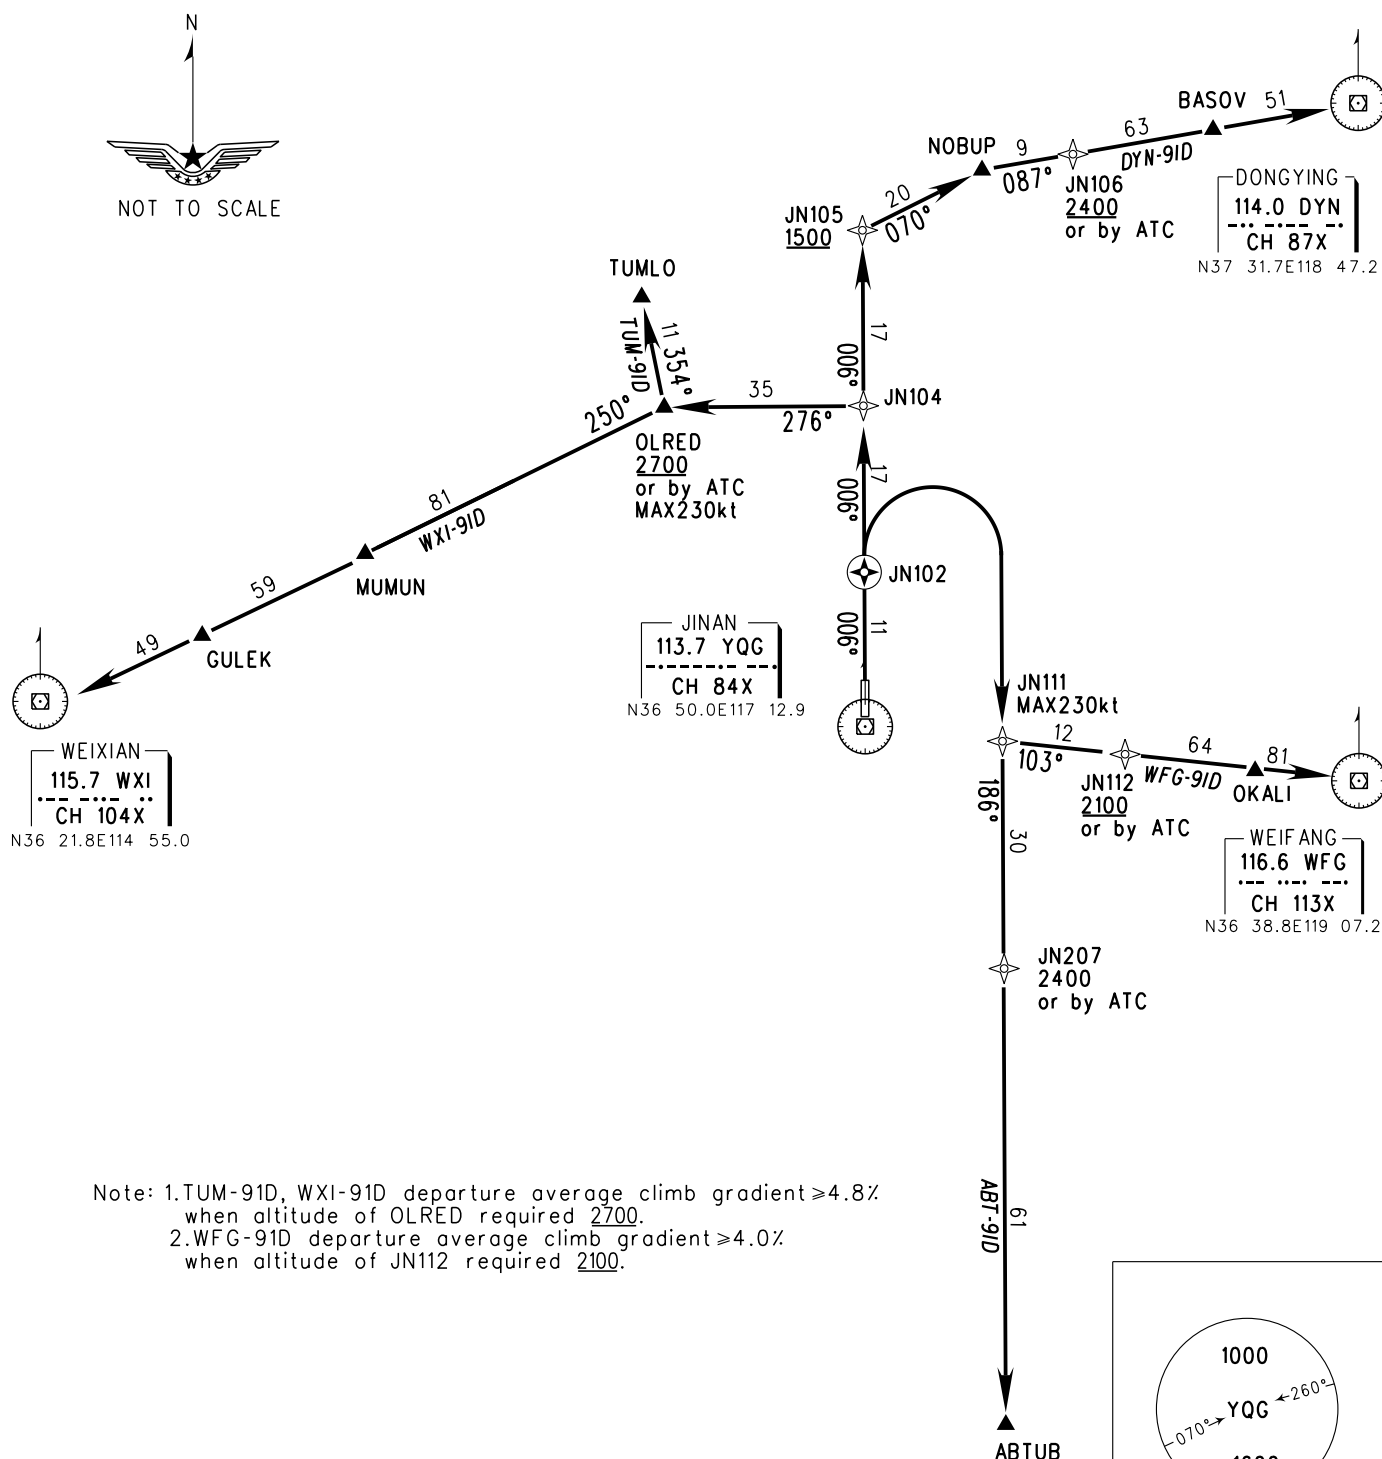 N
NOT TO SCALE
BASOV
51
63
DYN-91D
NOBUP
9
087°
JN106
2400
or by ATC
DONGYING
114.0 DYN
CH 87X
N37 31.7E118 47.2
JN105
1500
20
070°
TUMLO
TUM-91D
11 354°
17
006°
JN104
35
276°
250°
OLRED
2700
or by ATC
MAX230kt
17
006°
81
WXI-91D
MUMUN
59
GULEK
49
JN102
JINAN
113.7 YQG
CH 84X
N36 50.0E117 12.9
11
006°
JN111
MAX230kt
12
103°
64
WFG-91D
81
OKALI
JN112
2100
or by ATC
WEIXIAN
115.7 WXI
CH 104X
N36 21.8E114 55.0
WEIFANG
116.6 WFG
CH 113X
N36 38.8E119 07.2
186°
30
JN207
2400
or by ATC
Note: 1.TUM-91D, WXI-91D departure average climb gradient ≥4.8%
when altitude of OLRED required 2700.
2.WFG-91D departure average climb gradient ≥4.0%
when altitude of JN112 required 2100.
ABT-91D
61
ABTUB
1000
YQG
260°
070°